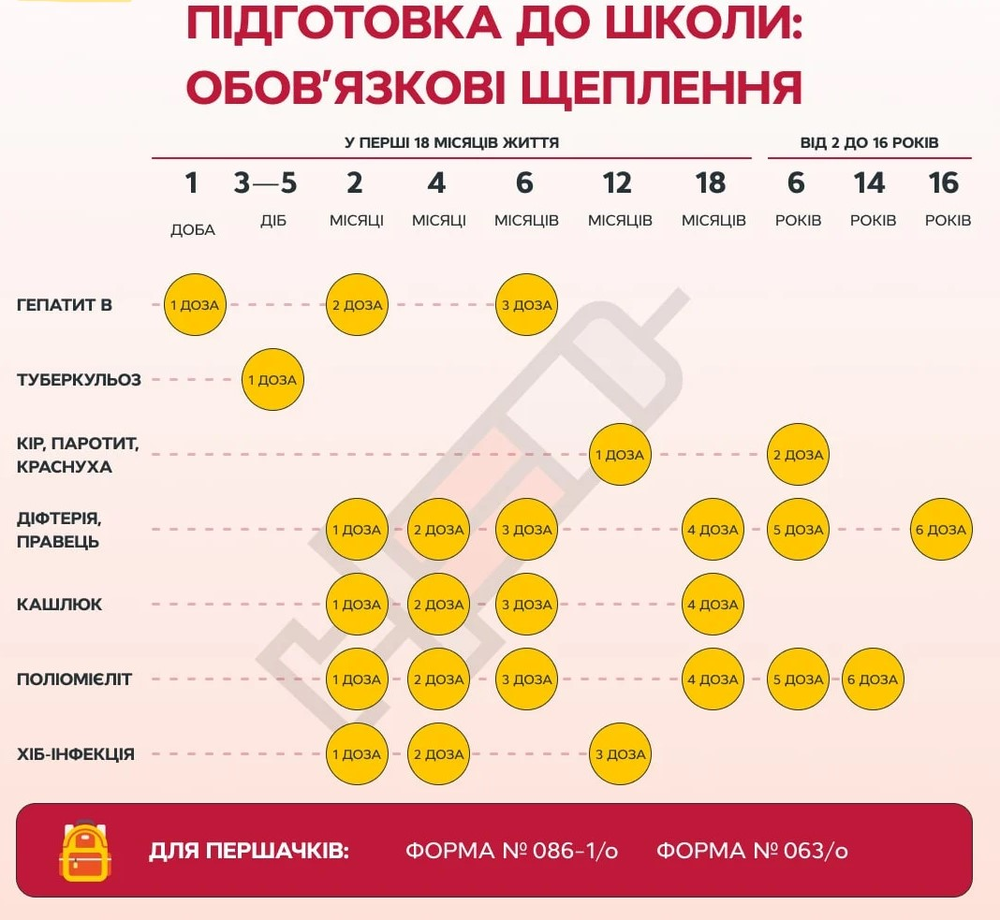 ПІДГОТОВКА ДО ШКОЛИ:
ОБОВ'ЯЗКОВІ ЩЕПЛЕННЯ
У ПЕРШІ 18 МІСЯЦІВ ЖИТТЯ ВІД 2 ДО 16 РОКІВ
1 3—5 2 4 6 12 18 6 14 16
ДОБА ДІБ МІСЯЦІ МІСЯЦІ МІСЯЦІВ МІСЯЦІВ МІСЯЦІВ РОКІВ РОКІВ РОКІВ
ГЕПАТИТ В 1 ДОЗА 2 ДОЗА 3 ДОЗА
ТУБЕРКУЛЬОЗ 1 ДОЗА
КІР, ПАРОТИТ,
КРАСНУХА 1 ДОЗА 2 ДОЗА
ДІФТЕРІЯ,
ПРАВЕЦЬ 1 ДОЗА 2 ДОЗА 3 ДОЗА 4 ДОЗА 5 ДОЗА 6 ДОЗА
КАШЛЮК 1 ДОЗА 2 ДОЗА 3 ДОЗА 4 ДОЗА
ПОЛІОМІЄЛІТ 1 ДОЗА 2 ДОЗА 3 ДОЗА 4 ДОЗА 5 ДОЗА 6 ДОЗА
ХІБ-ІНФЕКЦІЯ 1 ДОЗА 2 ДОЗА 3 ДОЗА
ДЛЯ ПЕРШАЧКІВ: ФОРМА № 086-1/о ФОРМА № 063/о